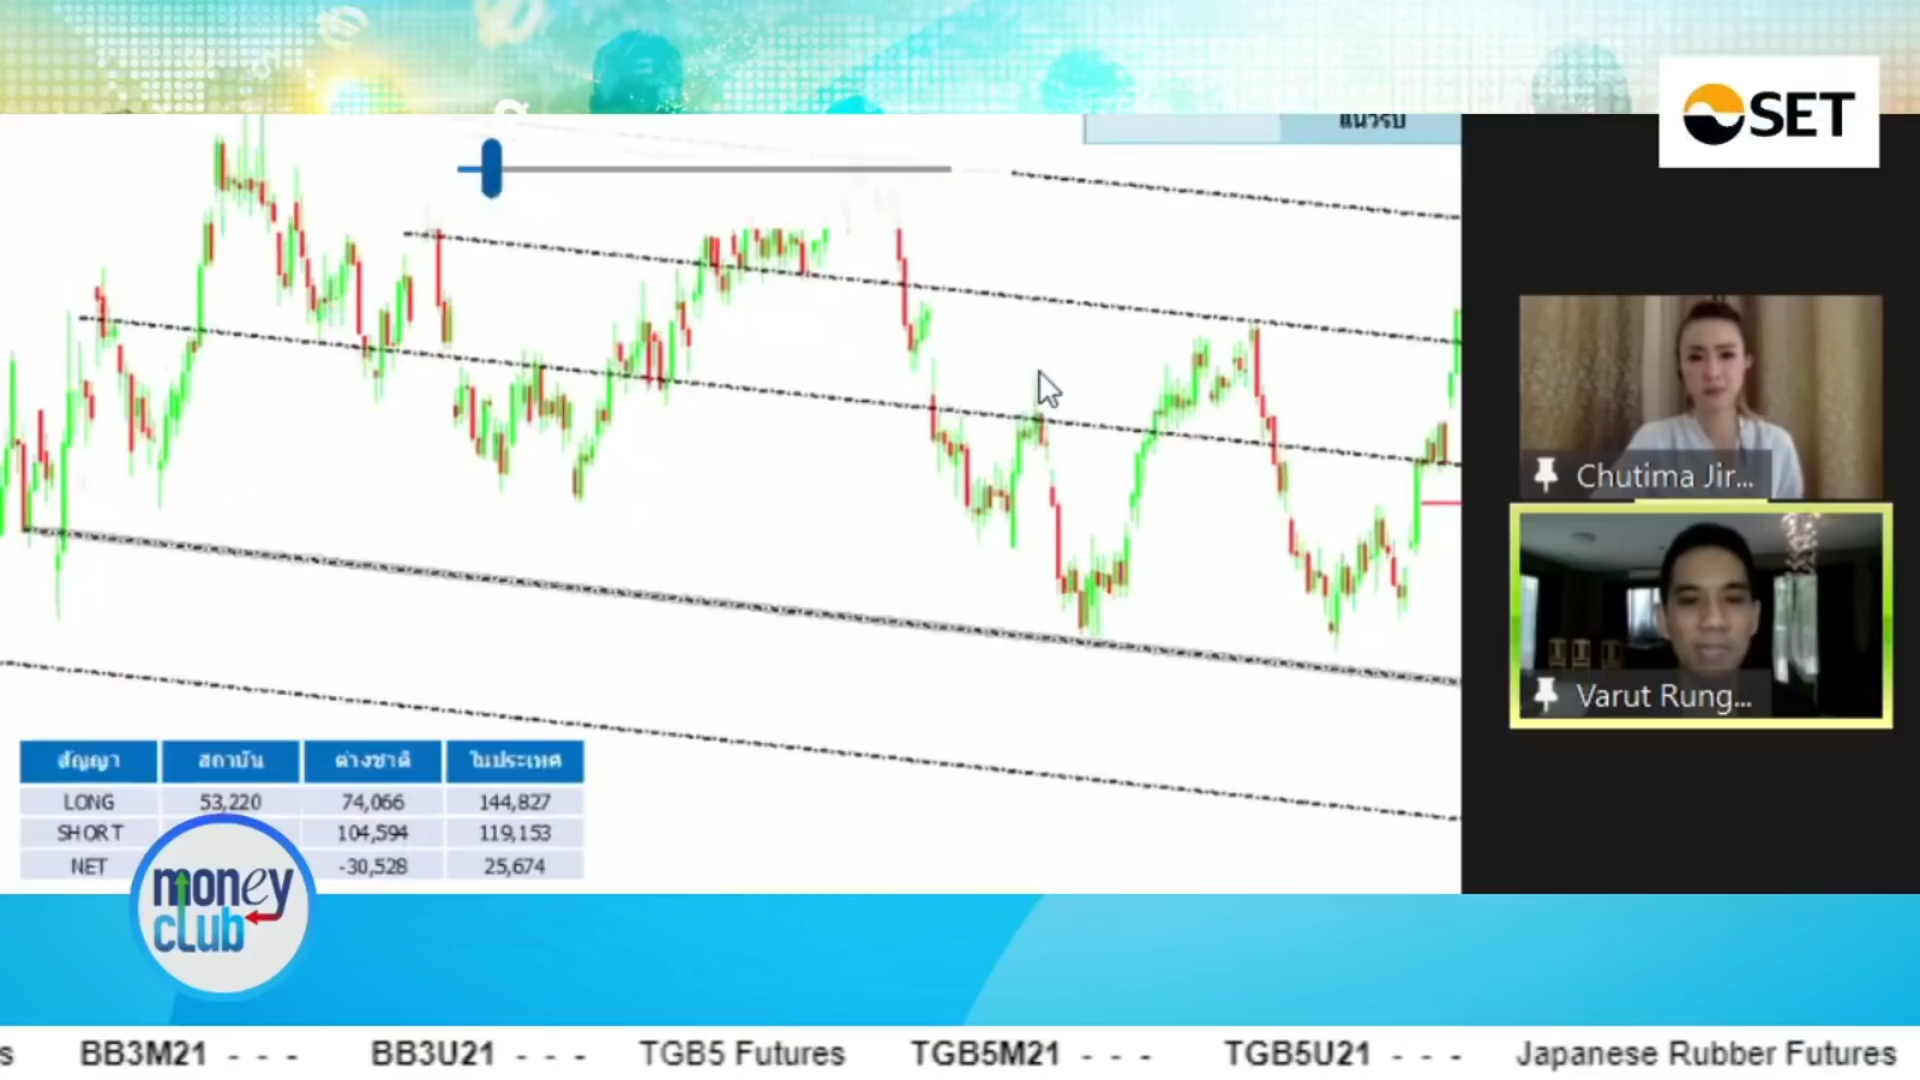 SET
แนวรับ
Chutima Jir...
Varut Rung...
สัญญา สถาบัน ต่างชาติ ในประเทศ
LONG 53,220 74,066 144,827
SHORT 104,594 119,153
NET -30,528 25,674
money
club
s BB3M21 - - - BB3U21 - - - TGB5 Futures TGB5M21 - - - TGB5U21 - - - Japanese Rubber Futures